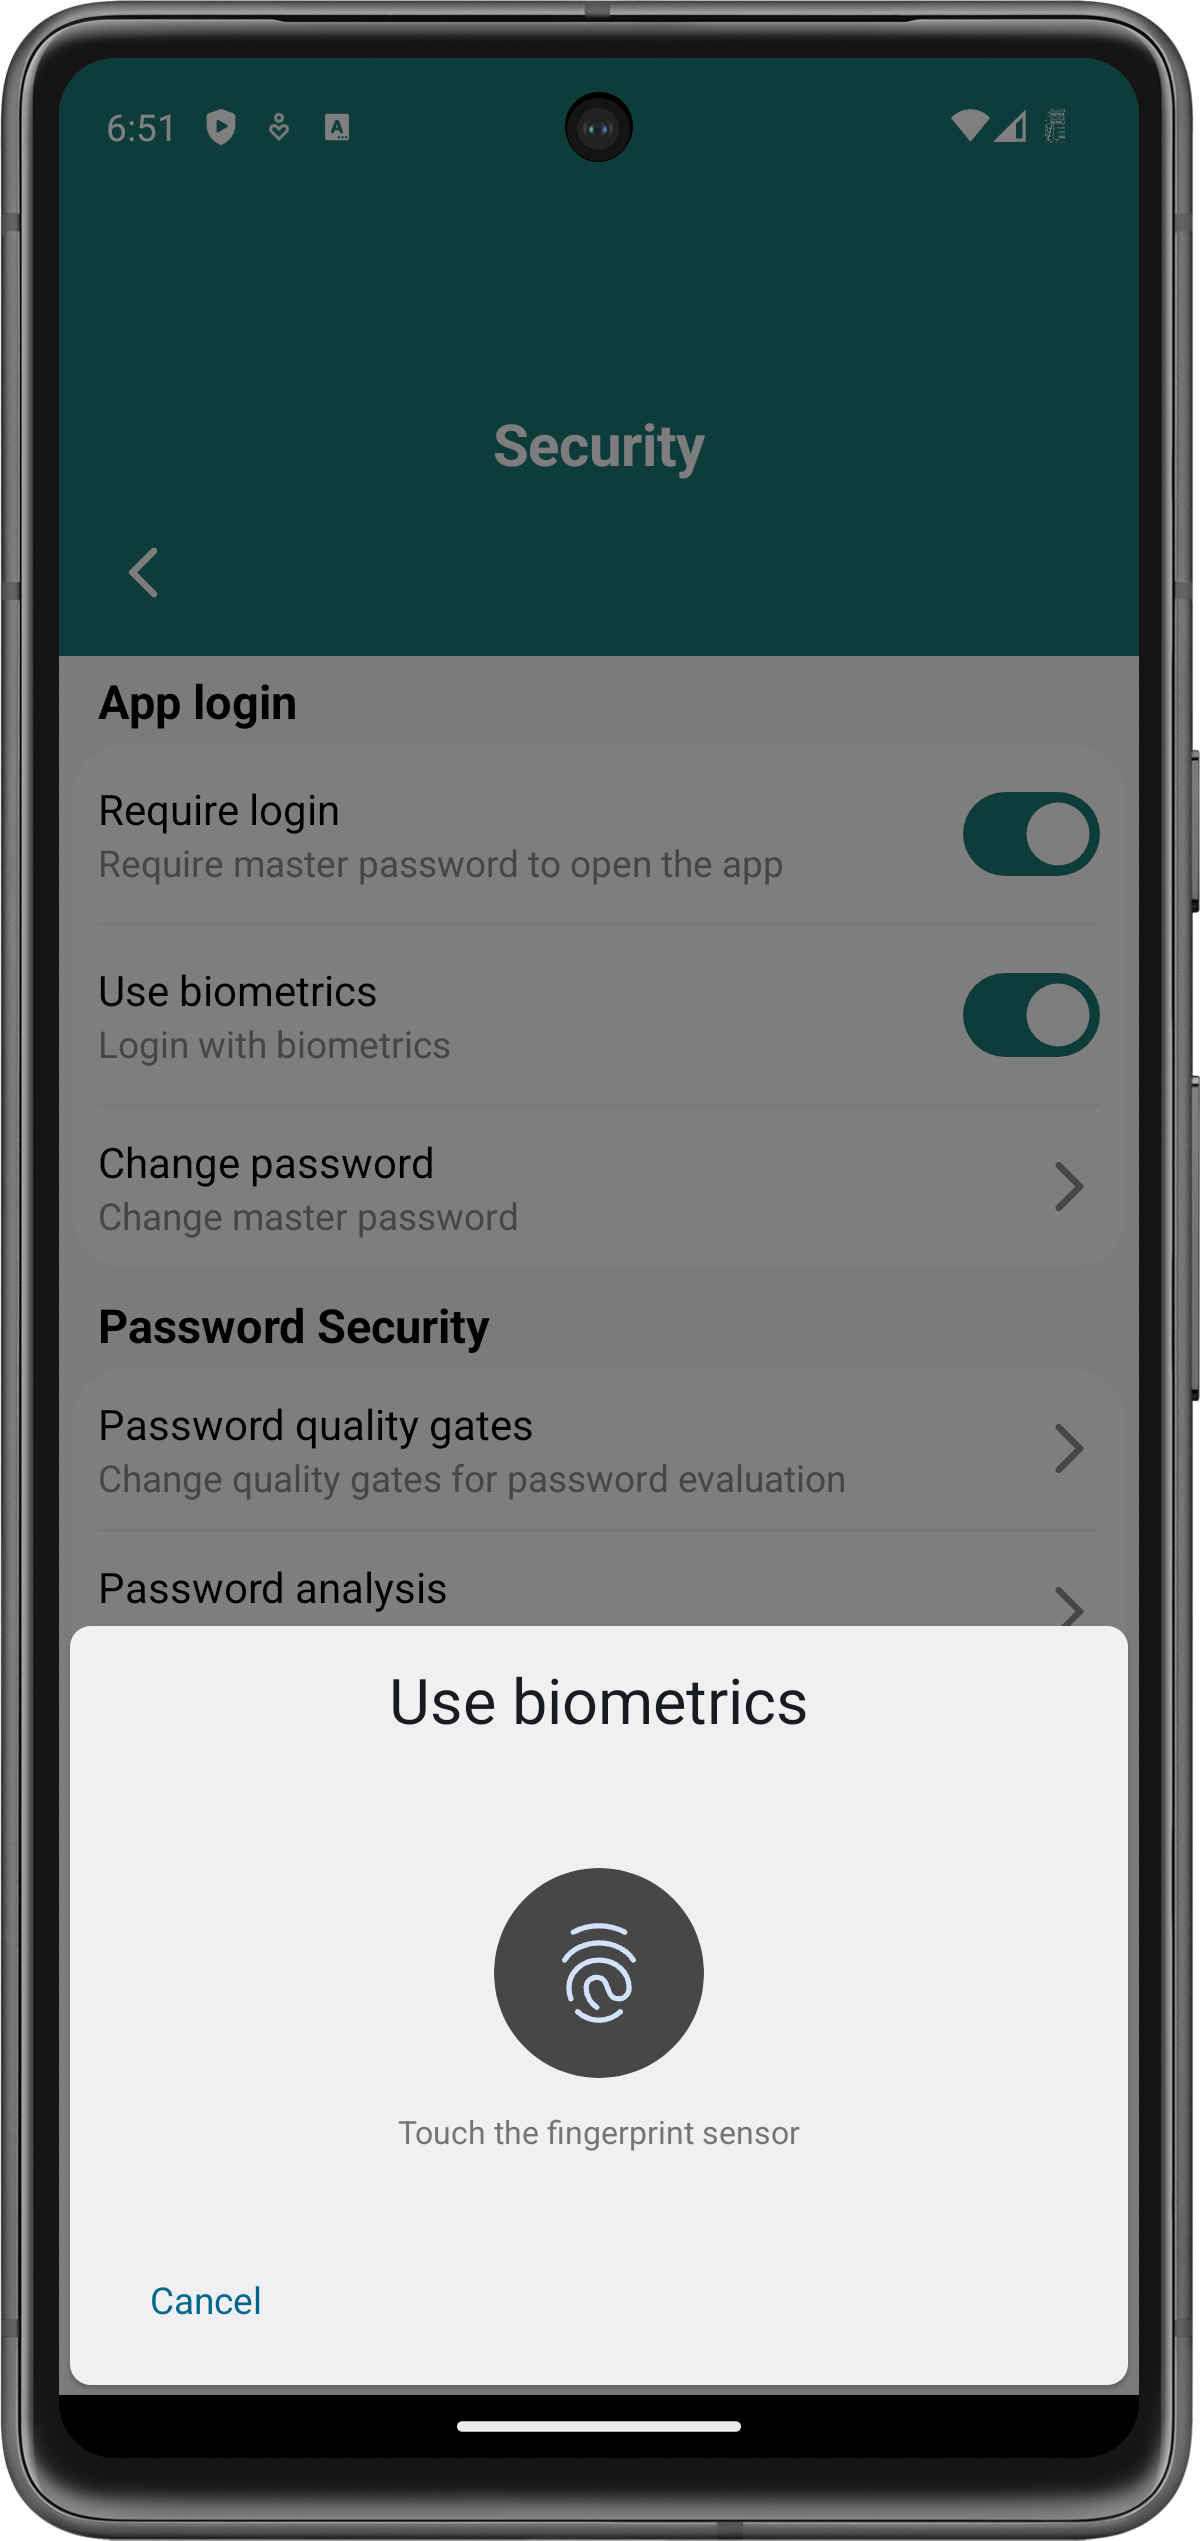 6:51
Security
App login
Require login
Require master password to open the app
Use biometrics
Login with biometrics
Change password
Change master password
Password Security
Password quality gates
Change quality gates for password evaluation
Password analysis
Use biometrics
Touch the fingerprint sensor
Cancel